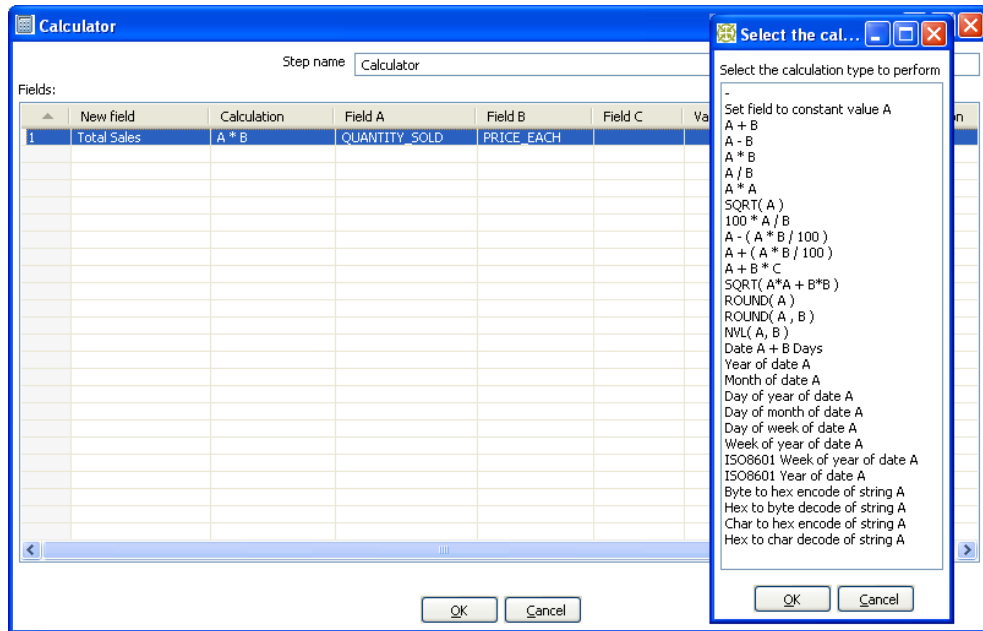 Calculator
Step name Calculator
Fields:
New field Calculation Field A Field B Field C Va
1 Total Sales A * B QUANTITY_SOLD PRICE_EACH
OK Cancel
Select the cal...
Select the calculation type to perform
-
Set field to constant value A
A + B
A - B
A * B
A / B
A * A
SQRT( A )
100 * A / B
A - ( A * B / 100 )
A + ( A * B / 100 )
A + B * C
SQRT( A*A + B*B )
ROUND( A )
ROUND( A , B )
NVL( A, B )
Date A + B Days
Year of date A
Month of date A
Day of year of date A
Day of month of date A
Day of week of date A
Week of year of date A
ISO8601 Week of year of date A
ISO8601 Year of date A
Byte to hex encode of string A
Hex to byte decode of string A
Char to hex encode of string A
Hex to char decode of string A
OK Cancel
n